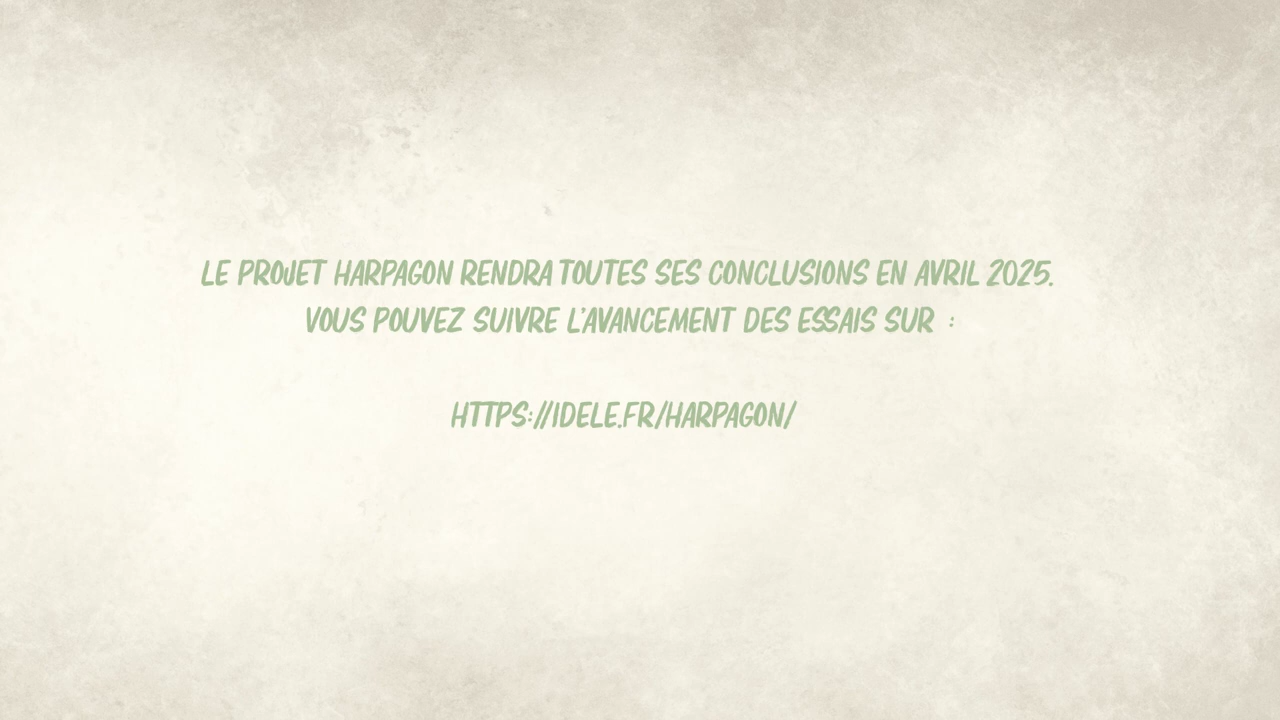 LE PROJET HARPAGON RENDRA TOUTES SES CONCLUSIONS EN AVRIL 2025.
VOUS POUVEZ SUIVRE L'AVANCEMENT DES ESSAIS SUR :
HTTPS://IDELE.FR/HARPAGON/